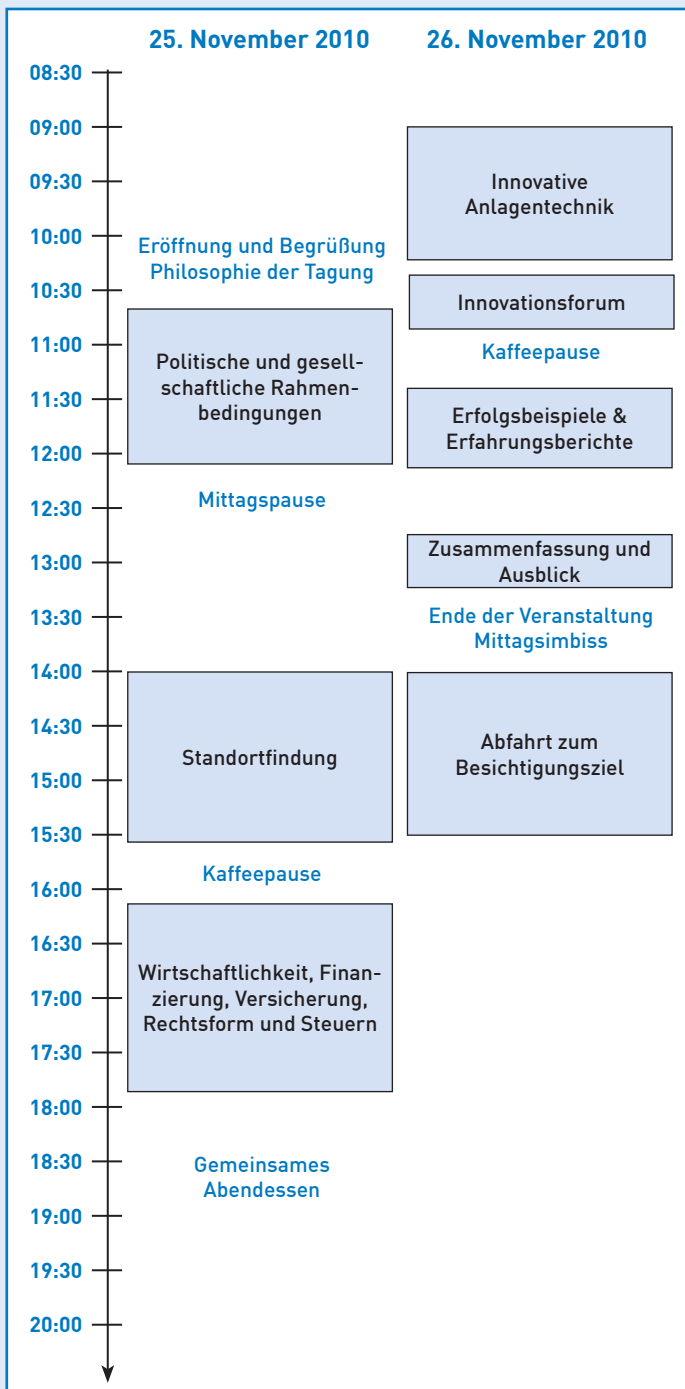 25. November 2010
26. November 2010
08:30
09:00
09:30
10:00
10:30
11:00
11:30
12:00
12:30
13:00
13:30
14:00
14:30
15:00
15:30
16:00
16:30
17:00
17:30
18:00
18:30
19:00
19:30
20:00
Eröffnung und Begrüßung
Philosophie der Tagung
Politische und gesell-
schaftliche Rahmen-
bedingungen
Mittagspause
Standortfindung
Kaffeepause
Wirtschaftlichkeit, Finan-
zierung, Versicherung,
Rechtsform und Steuern
Gemeinsames
Abendessen
Innovative
Anlagentechnik
Innovationsforum
Kaffeepause
Erfolgsbeispiele &
Erfahrungsberichte
Zusammenfassung und
Ausblick
Ende der Veranstaltung
Mittagsimbiss
Abfahrt zum
Besichtigungsziel